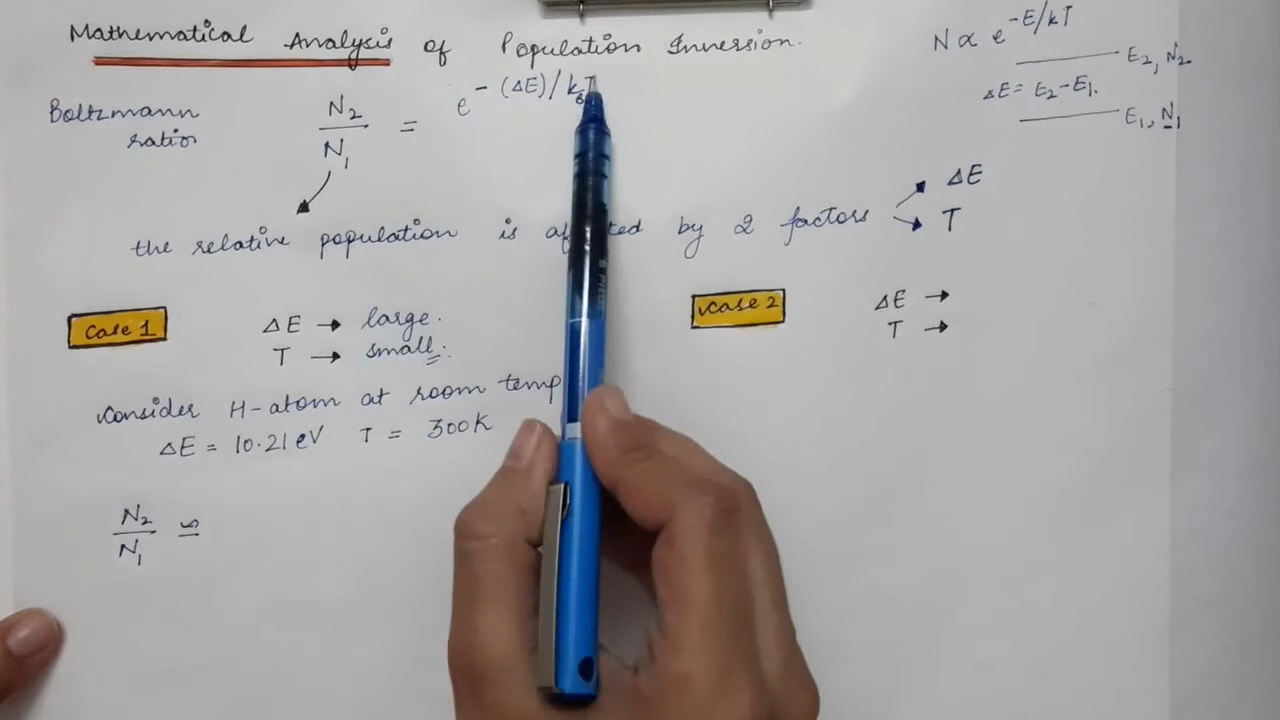 Mathematical Analysis of Population Inversion.
N ∝ e^-E/kT
E2, N2
ΔE = E2-E1.
E1, N1
Boltzmann ratio
N2/N1 = e^-(ΔE)/kBT
the relative population is by 2 factors → ΔE
→ T
Case 1
ΔE → large.
T → small.
Case 2
ΔE →
T →
Consider H-atom at room temp
ΔE = 10.21 eV T = 300K
N2/N1 ≃